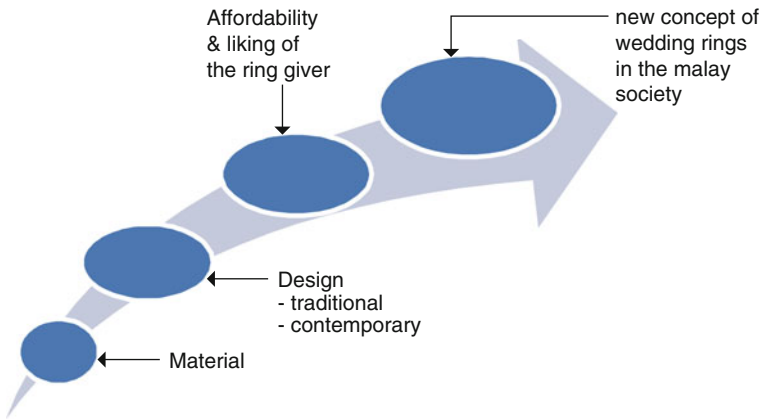 Affordability
& liking of
the ring giver
new concept of
wedding rings
in the malay
society
Design
- traditional
- contemporary
Material